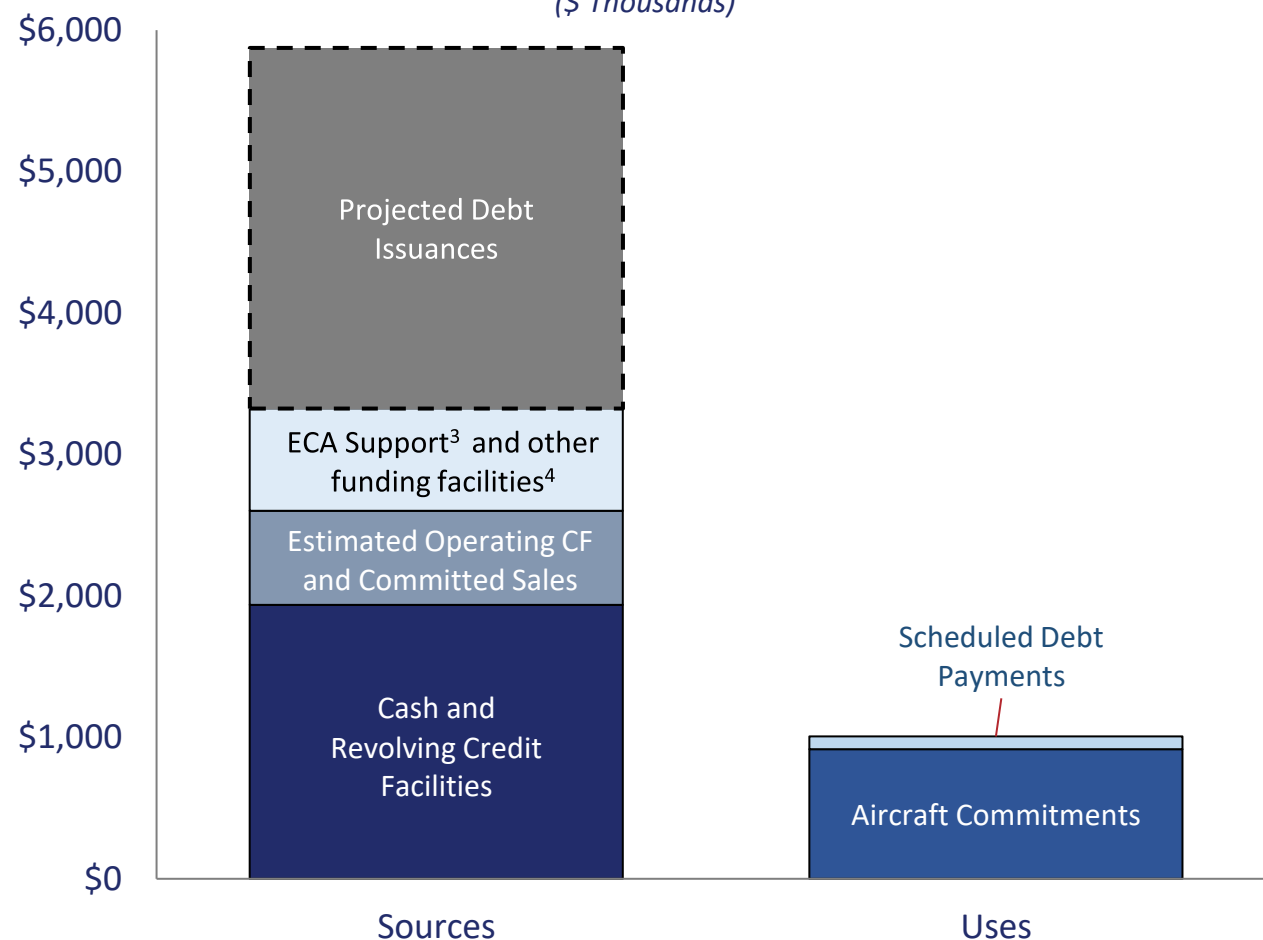 ($ Thousands)
$6,000
$5,000
$4,000
$3,000
$2,000
$1,000
$0
Projected Debt
Issuances
ECA Support³ and other
funding facilities⁴
Estimated Operating CF
and Committed Sales
Cash and
Revolving Credit
Facilities
Scheduled Debt
Payments
Aircraft Commitments
Sources
Uses